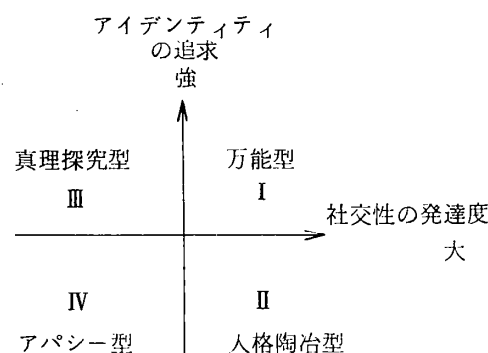 アイデンティティ
の追求
強
真理探究型
万能型
Ⅲ
Ⅰ
社交性の発達度
大
Ⅳ
Ⅱ
アパシー型
人格陶冶型